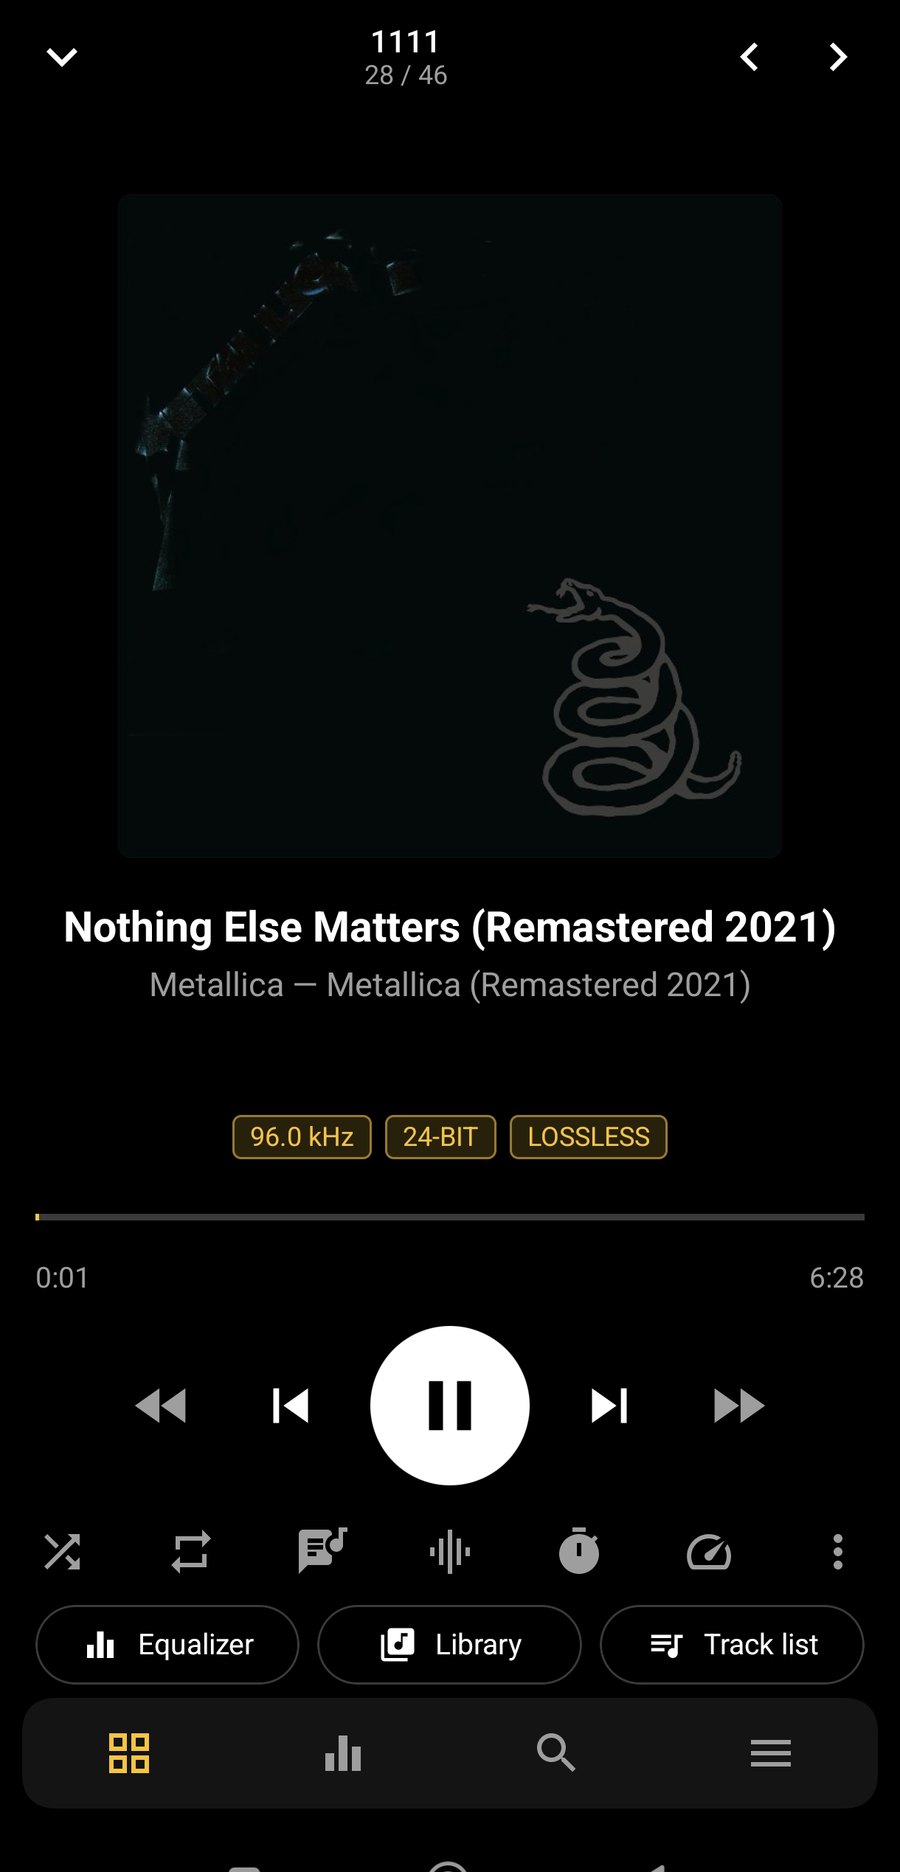 1111
28 / 46
Nothing Else Matters (Remastered 2021)
Metallica — Metallica (Remastered 2021)
96.0 kHz
24-BIT
LOSSLESS
0:01
6:28
Equalizer
Library
Track list